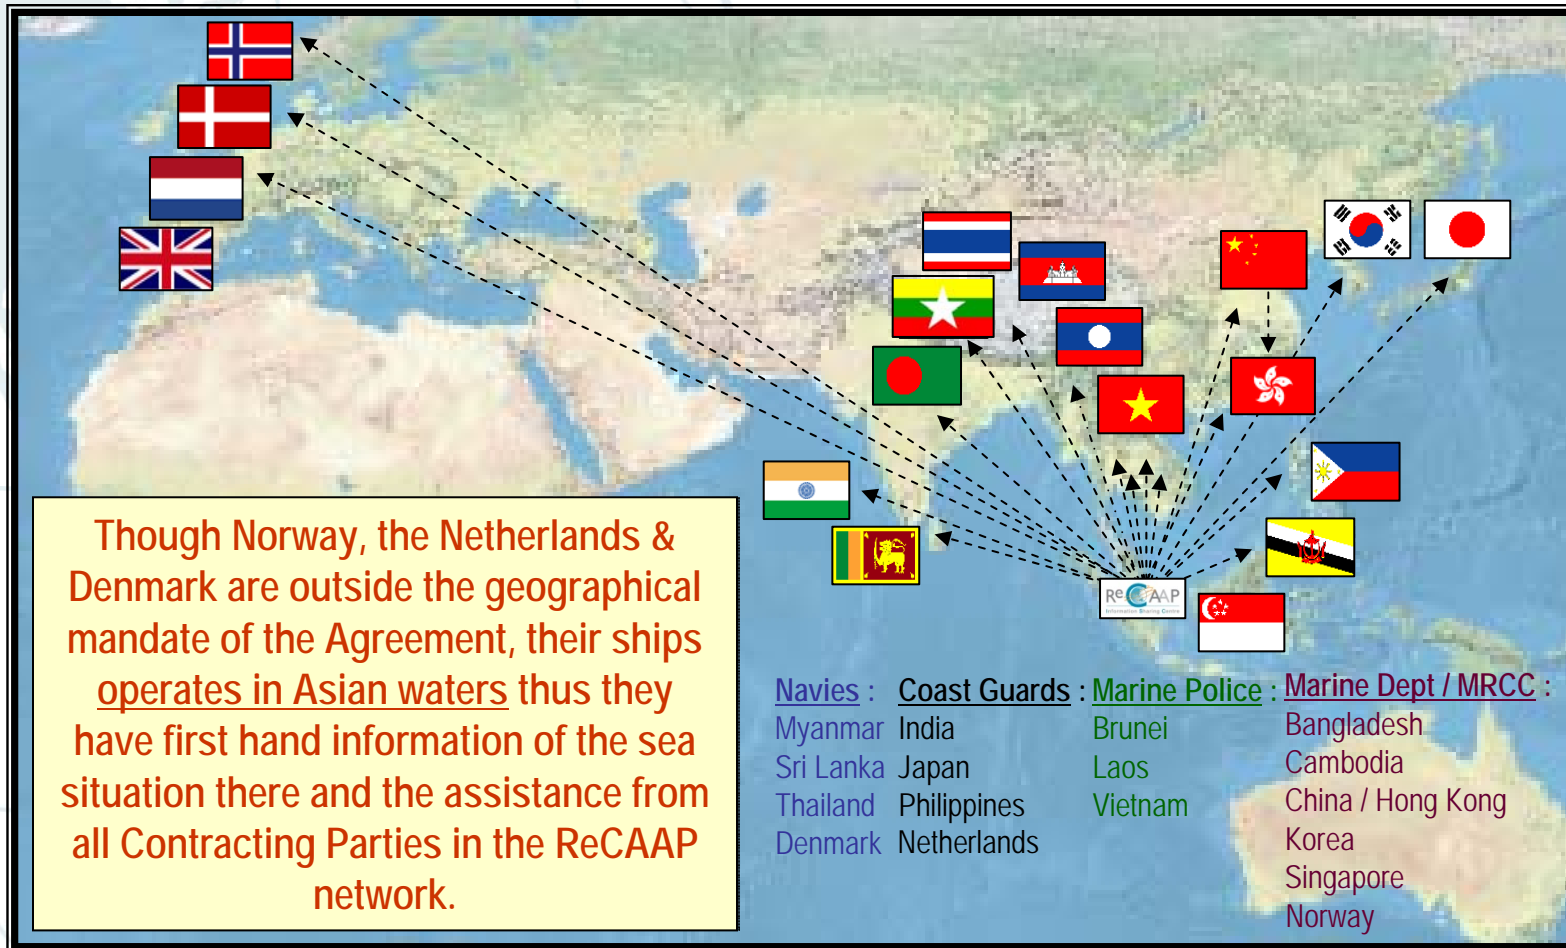 Though Norway, the Netherlands &
Denmark are outside the geographical
mandate of the Agreement, their ships
operates in Asian waters thus they
have first hand information of the sea
situation there and the assistance from
all Contracting Parties in the ReCAAP
network.
ReCAAP
Information Sharing Centre
Navies :
Myanmar
Sri Lanka
Thailand
Denmark
Coast Guards :
India
Japan
Philippines
Netherlands
Marine Police :
Brunei
Laos
Vietnam
Marine Dept / MRCC :
Bangladesh
Cambodia
China / Hong Kong
Korea
Singapore
Norway